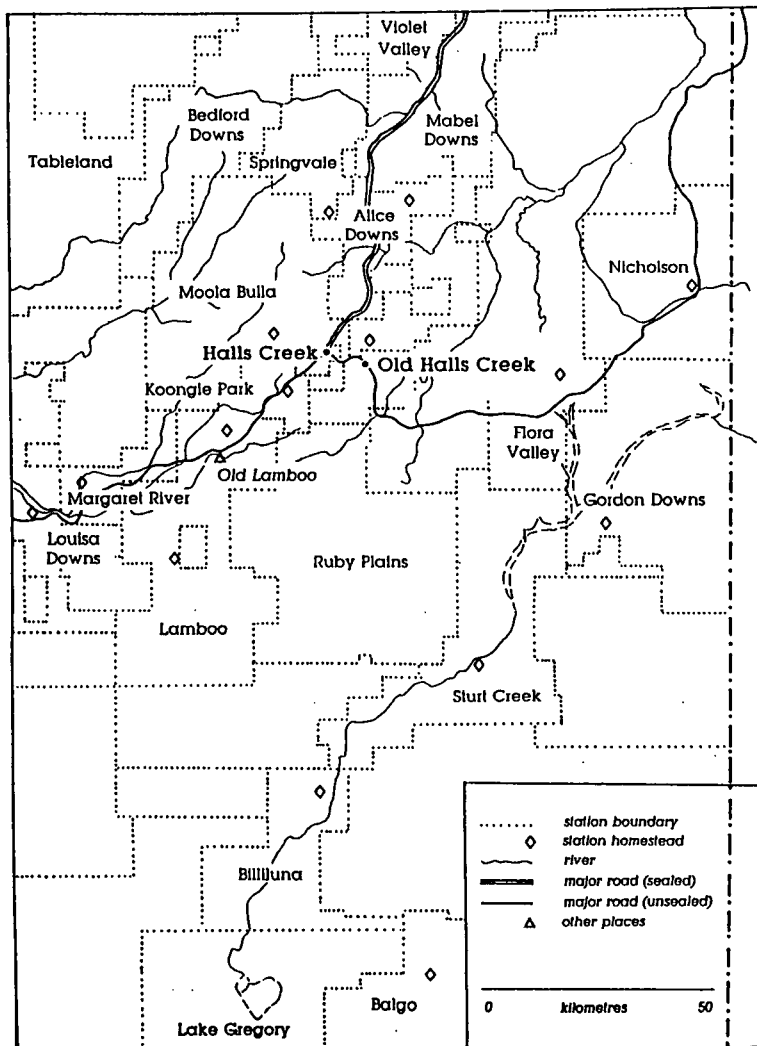 Violet
Valley
Bedford
Downs
Mabel
Downs
Tableland
Springvale
Alice
Downs
Nicholson
Moola Bulla
Halls Creek
Old Halls Creek
Koongie Park
Flora
Valley
Old Lamboo
Margaret River
Gordon Downs
Louisa
Downs
Ruby Plains
Lamboo
Sturt Creek
station boundary
station homestead
river
major road (sealed)
major road (unsealed)
other places
Billiluna
0 kilometres 50
Balgo
Lake Gregory